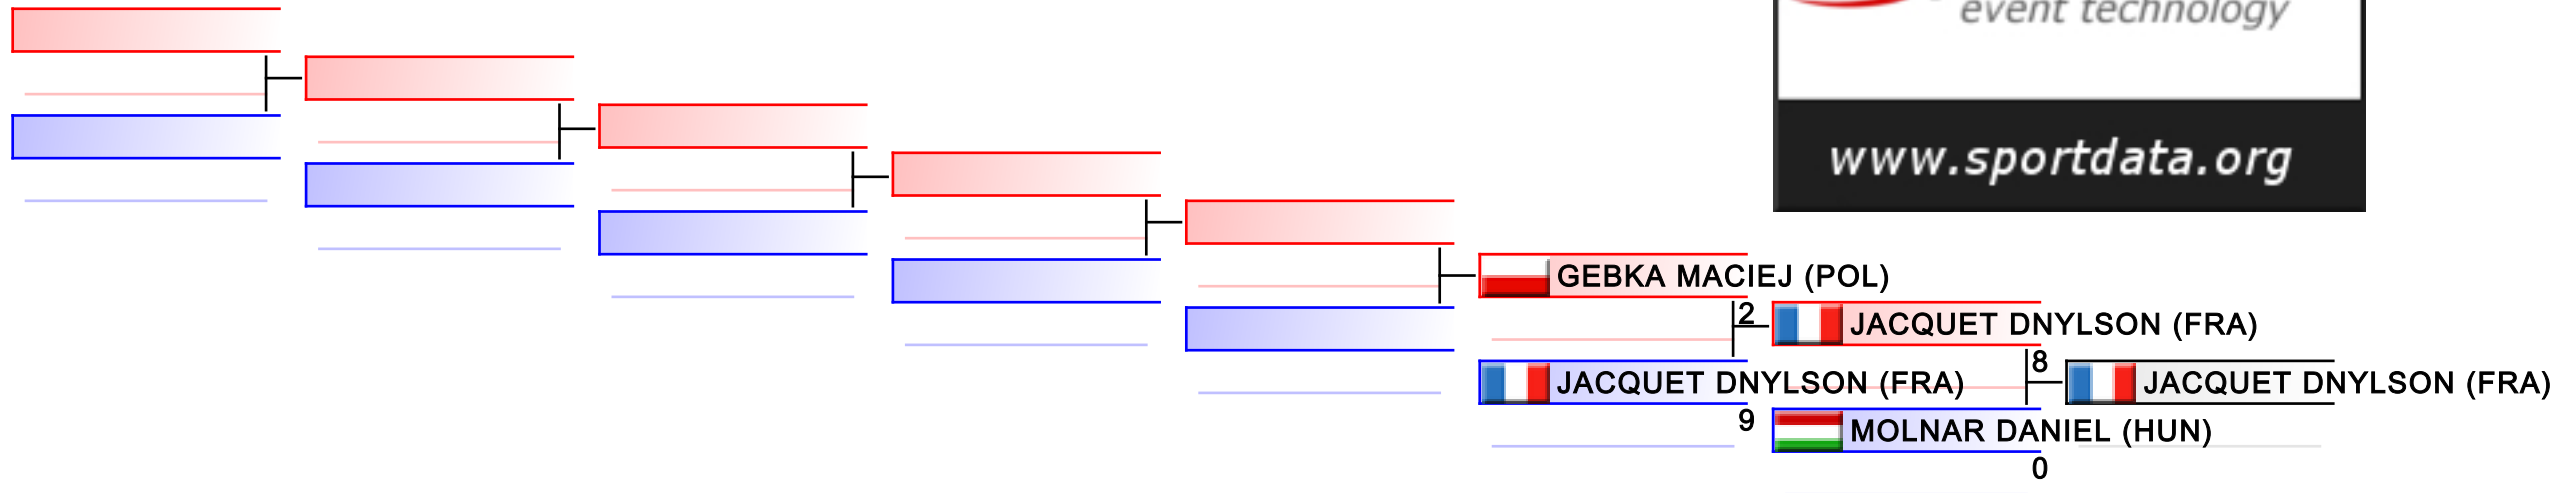 event technology
www.sportdata.org
GEBKA MACIEJ (POL)
2
JACQUET DNYLSON (FRA)
8
JACQUET DNYLSON (FRA)
JACQUET DNYLSON (FRA)
9
MOLNAR DANIEL (HUN)
0